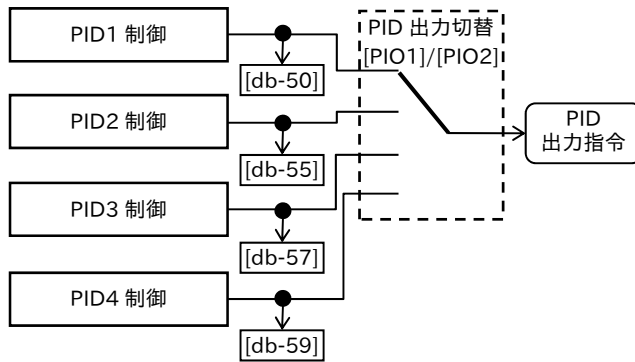 PID1 制御
[db-50]
PID2 制御
[db-55]
PID3 制御
[db-57]
PID4 制御
[db-59]
PID 出力切替
[PIO1]/[PIO2]
PID
出力指令